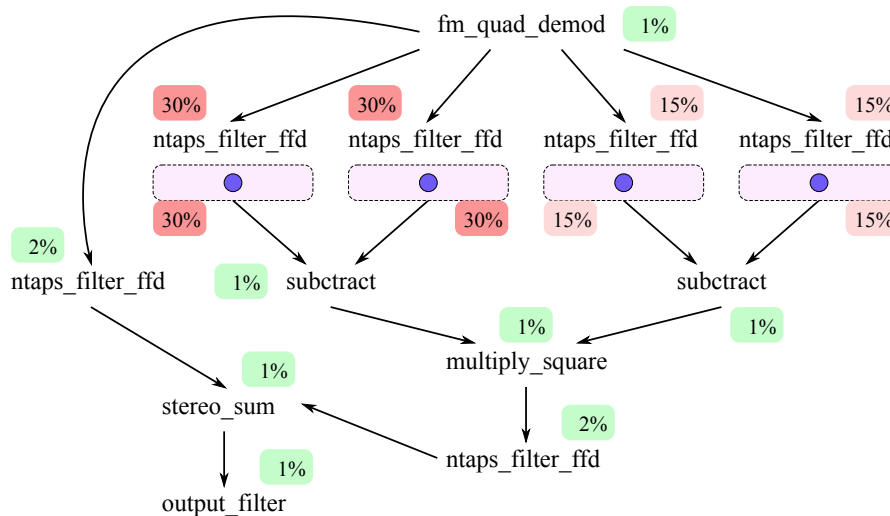 fm_quad_demod 1%
30% 30% 15% 15%
ntaps_filter_ffd ntaps_filter_ffd ntaps_filter_ffd ntaps_filter_ffd
30% 30% 15% 15%
2%
ntaps_filter_ffd 1% subctract subctract
1% 1%
multiply_square
1%
stereo_sum
2%
ntaps_filter_ffd
1%
output_filter